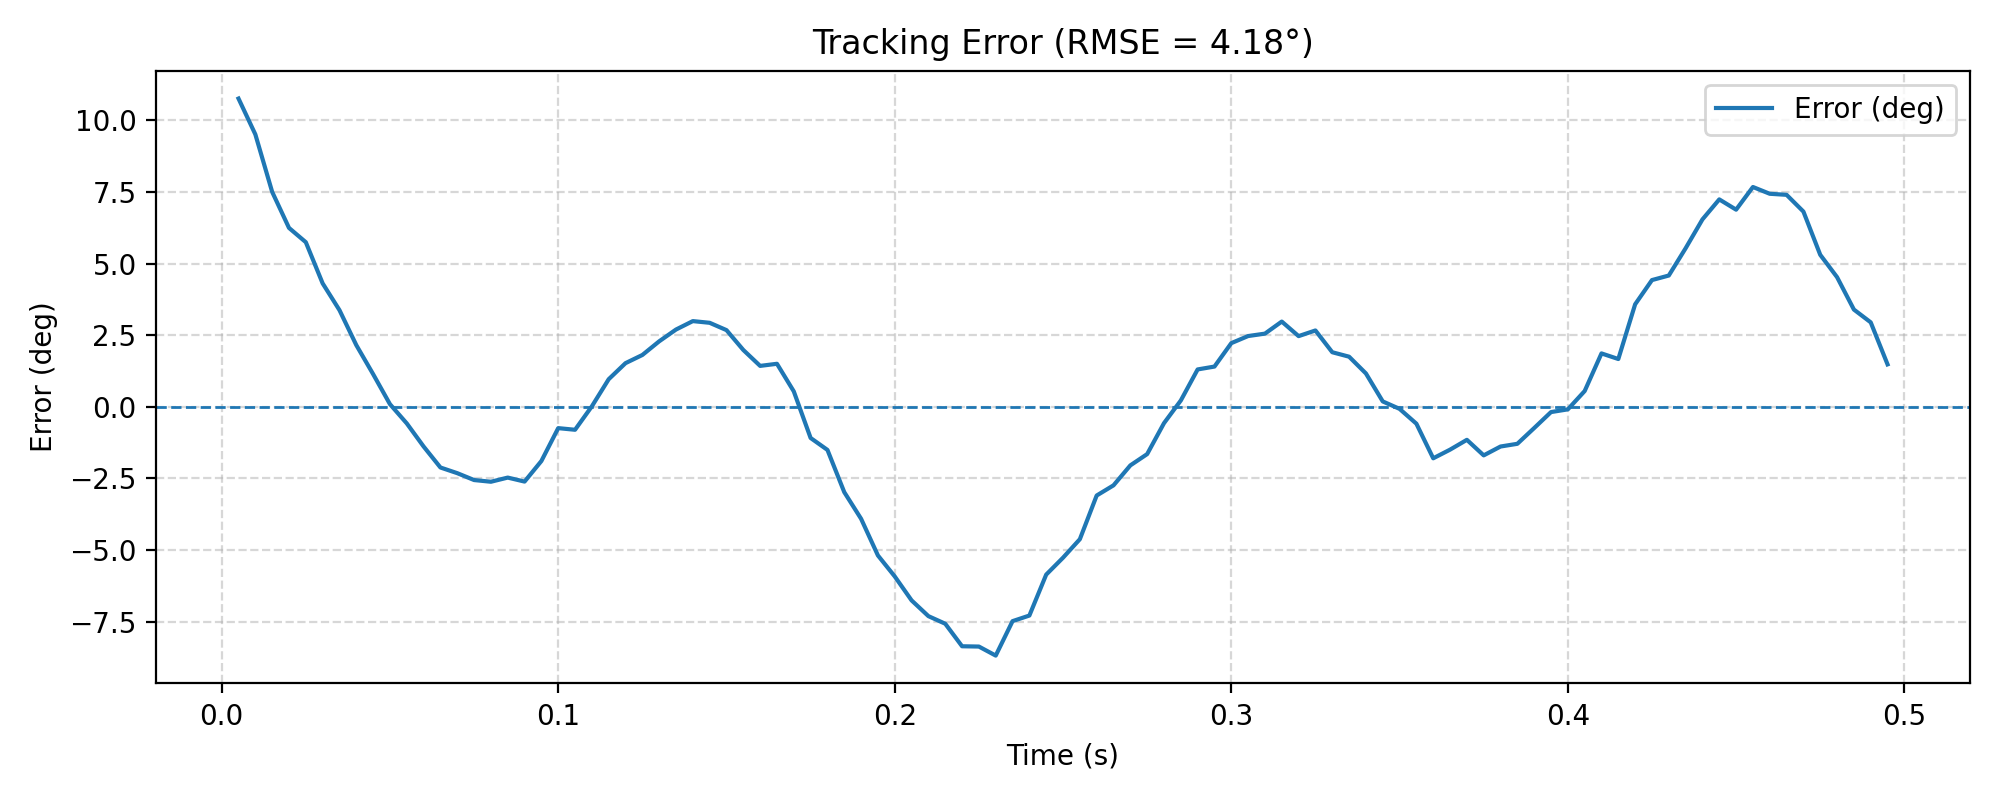 Tracking Error (RMSE = 4.18°)
Error (deg)
10.0
7.5
5.0
2.5
0.0
−2.5
−5.0
−7.5
Error (deg)
0.0 0.1 0.2 0.3 0.4 0.5
Time (s)